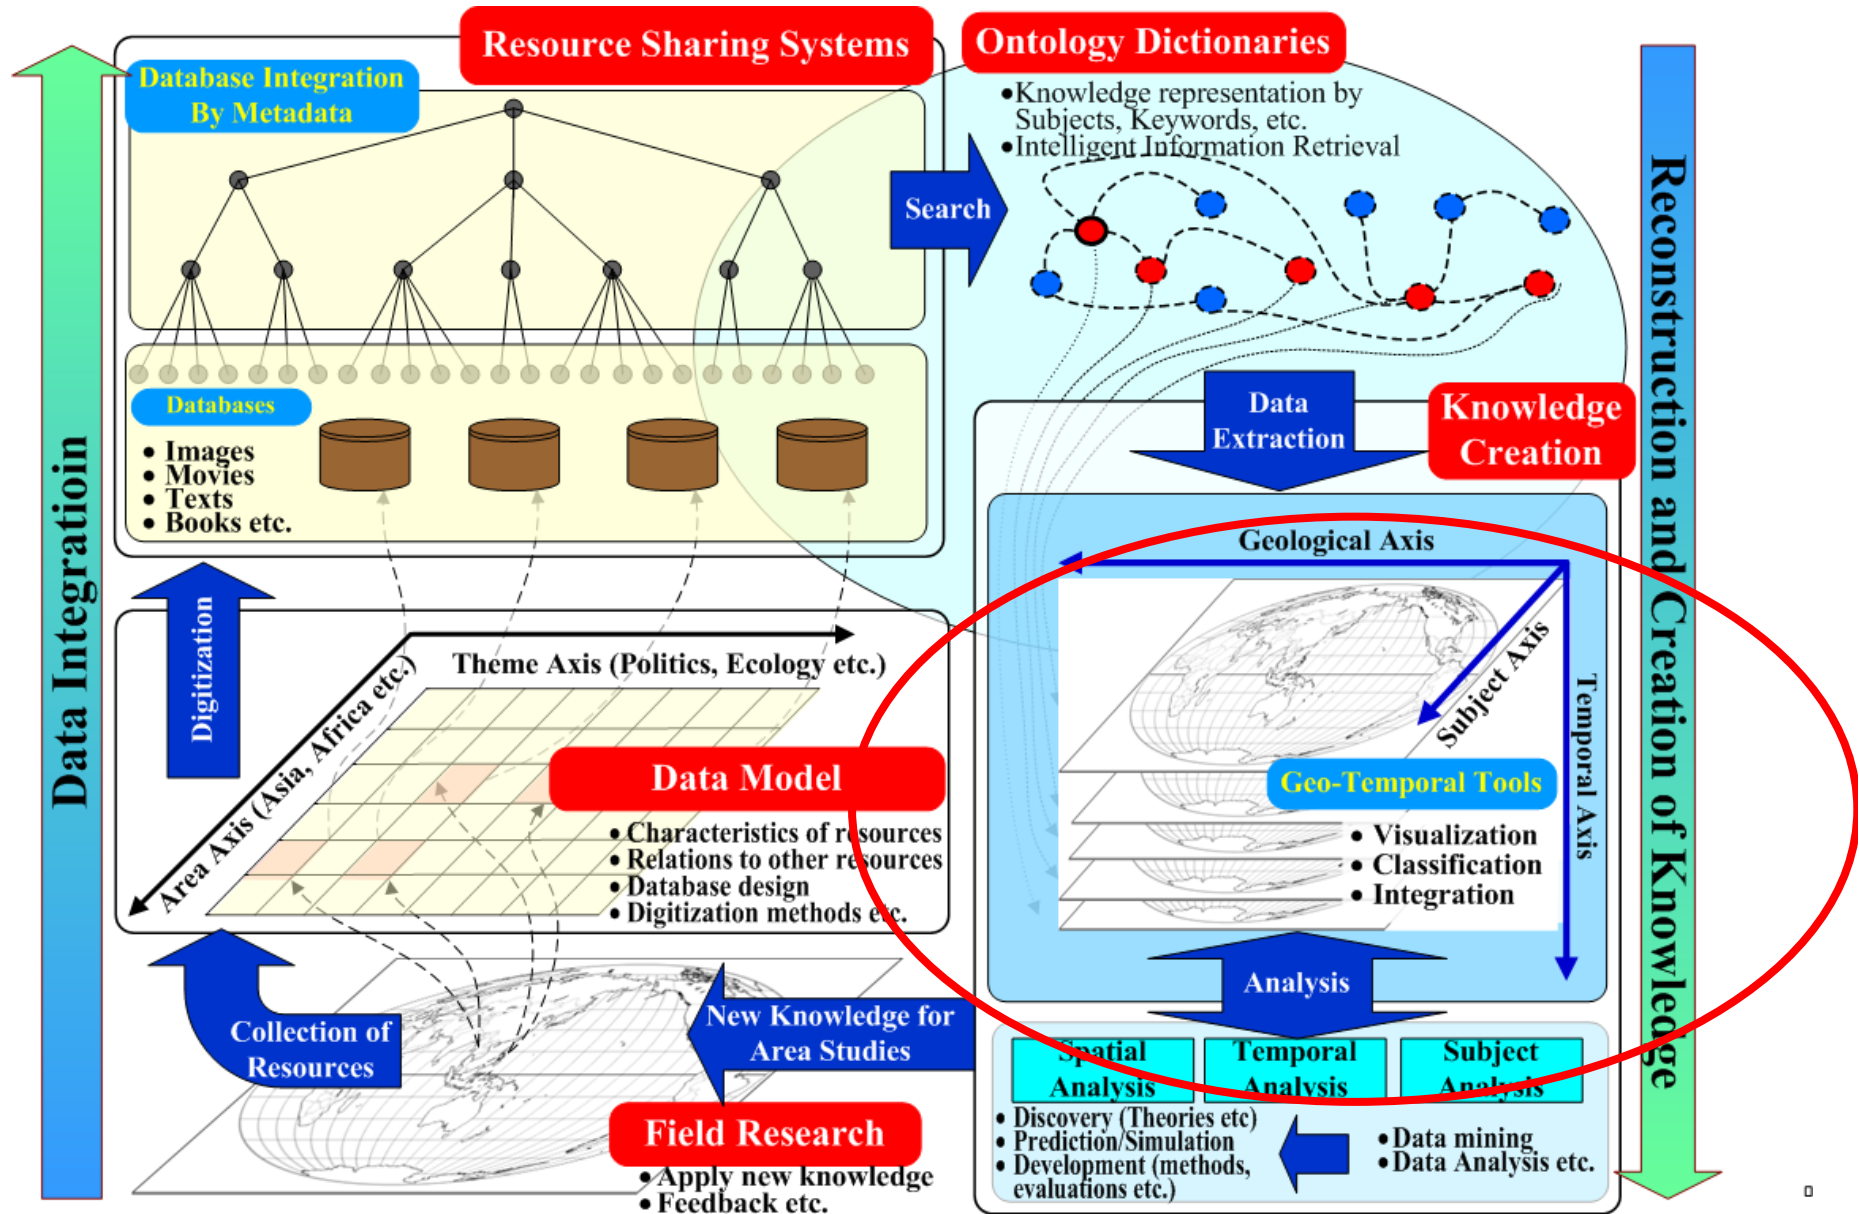 Resource Sharing Systems
Database Integration
By Metadata
Databases
• Images
• Movies
• Texts
• Books etc.
Ontology Dictionaries
•Knowledge representation by
Subjects, Keywords, etc.
•Intelligent Information Retrieval
Search
Data
Extraction
Knowledge
Creation
Geological Axis
Subject Axis
Temporal Axis
Geo-Temporal Tools
• Visualization
• Classification
• Integration
Analysis
Spatial
Analysis
Temporal
Analysis
Subject
Analysis
• Discovery (Theories etc)
• Prediction/Simulation
• Development (methods,
evaluations etc.)
•Data mining
•Data Analysis etc.
New Knowledge for
Area Studies
Digitization
Theme Axis (Politics, Ecology etc.)
Area Axis (Asia, Africa etc.)
Data Model
• Characteristics of resources
• Relations to other resources
• Database design
• Digitization methods etc.
Collection of
Resources
Field Research
• Apply new knowledge
• Feedback etc.
Data Integratioin
Reconstruction and Creation of Knowledge